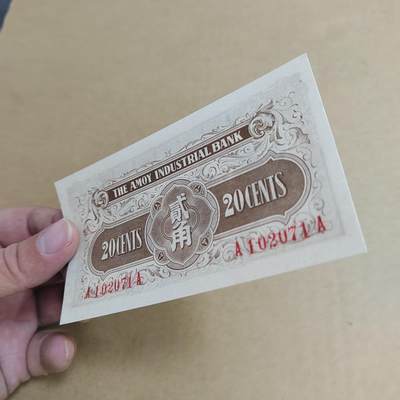 THE AMOY INDUSTRIAL BANK
20CENTS 貳角 20CENTS
A102071A A102071A